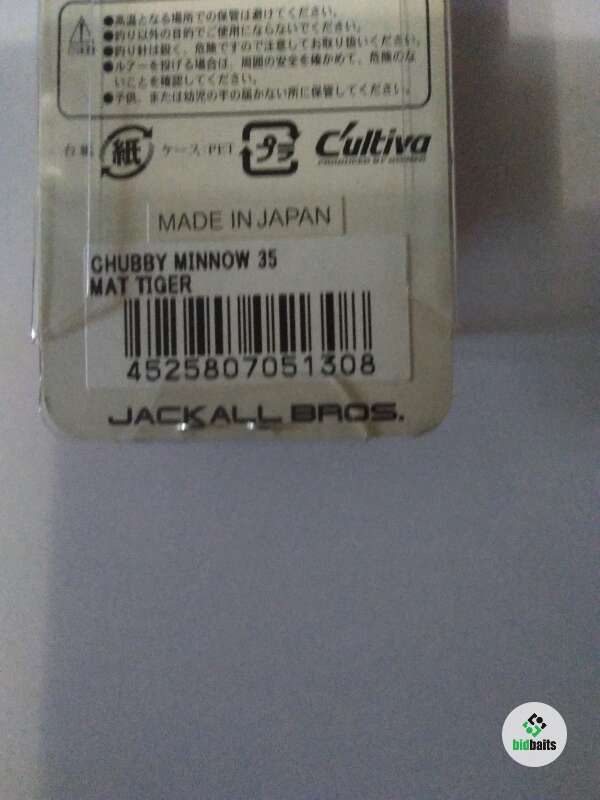 ●高温となる場所での保管は避けてください。
●釣り以外の目的でご使用にならないでください。
●釣り針は鋭く、危険ですので注意してお取り扱いください。
●ルアーを投げる場合は、周囲の安全を確かめて、危険のな
いことを確認してください。
●子供、または幼児の手の届かない所に保管してください。
台紙 紙 ケース:PET プラ C'ultiva
PRODUCED BY OWNER
MADE IN JAPAN
CHUBBY MINNOW 35
MAT TIGER
4525807051308
JACKALL BROS.
bidbaits